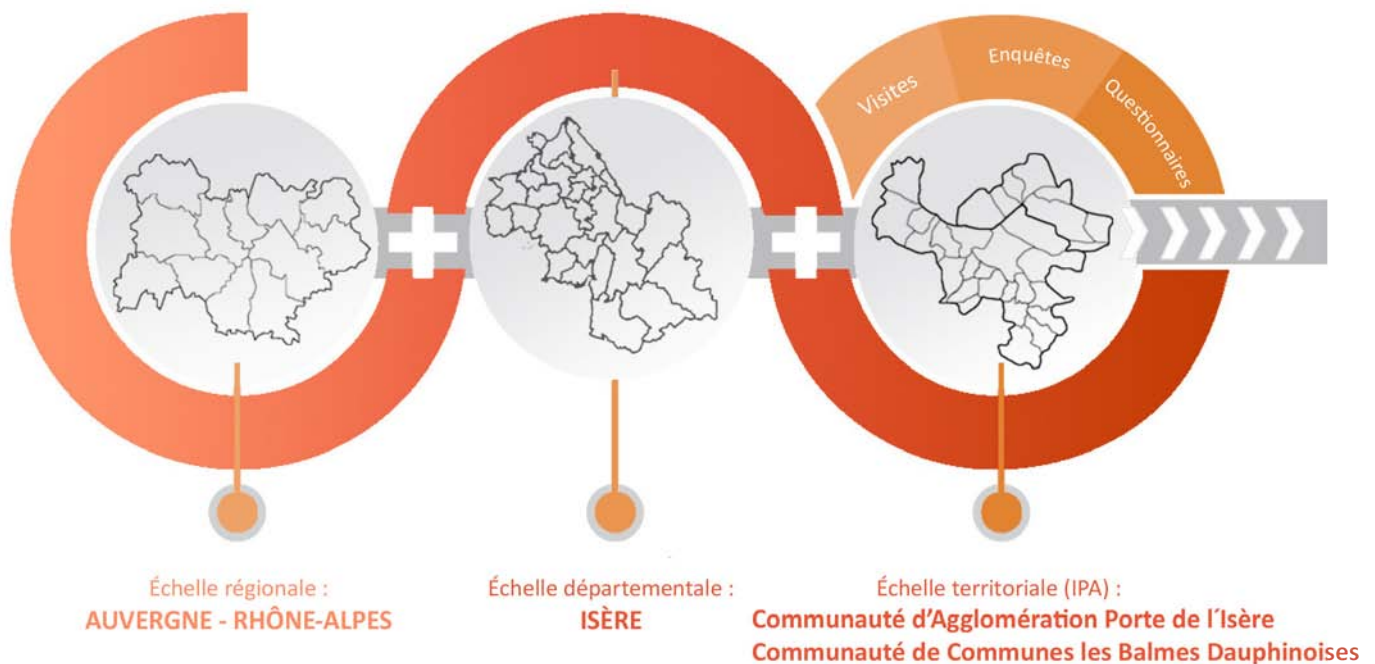 Visites
Enquêtes
Questionnaires
Échelle régionale :
AUVERGNE - RHÔNE-ALPES
Échelle départementale :
ISÈRE
Échelle territoriale (IPA) :
Communauté d'Agglomération Porte de l´Isère
Communauté de Communes les Balmes Dauphinoises